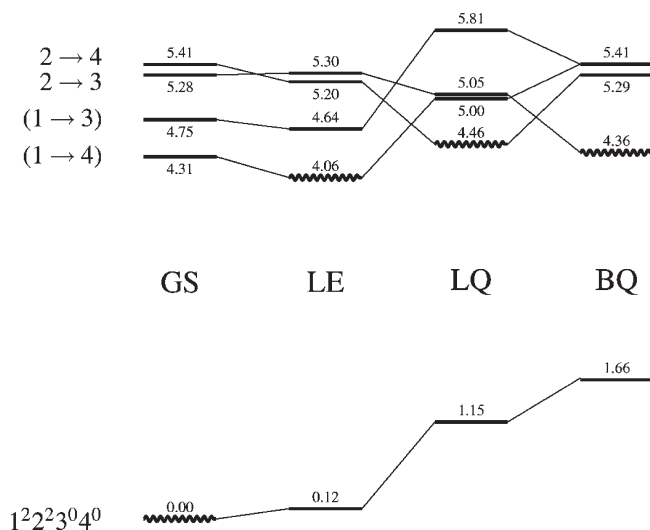 5.81
2 → 4 5.41 5.30 5.05 5.41
2 → 3 5.28 5.20 5.00 5.29
(1 → 3) 4.75 4.64 4.46 4.36
(1 → 4) 4.31 4.06
GS LE LQ BQ
1.66
1.15
1²2²3⁰4⁰ 0.00 0.12